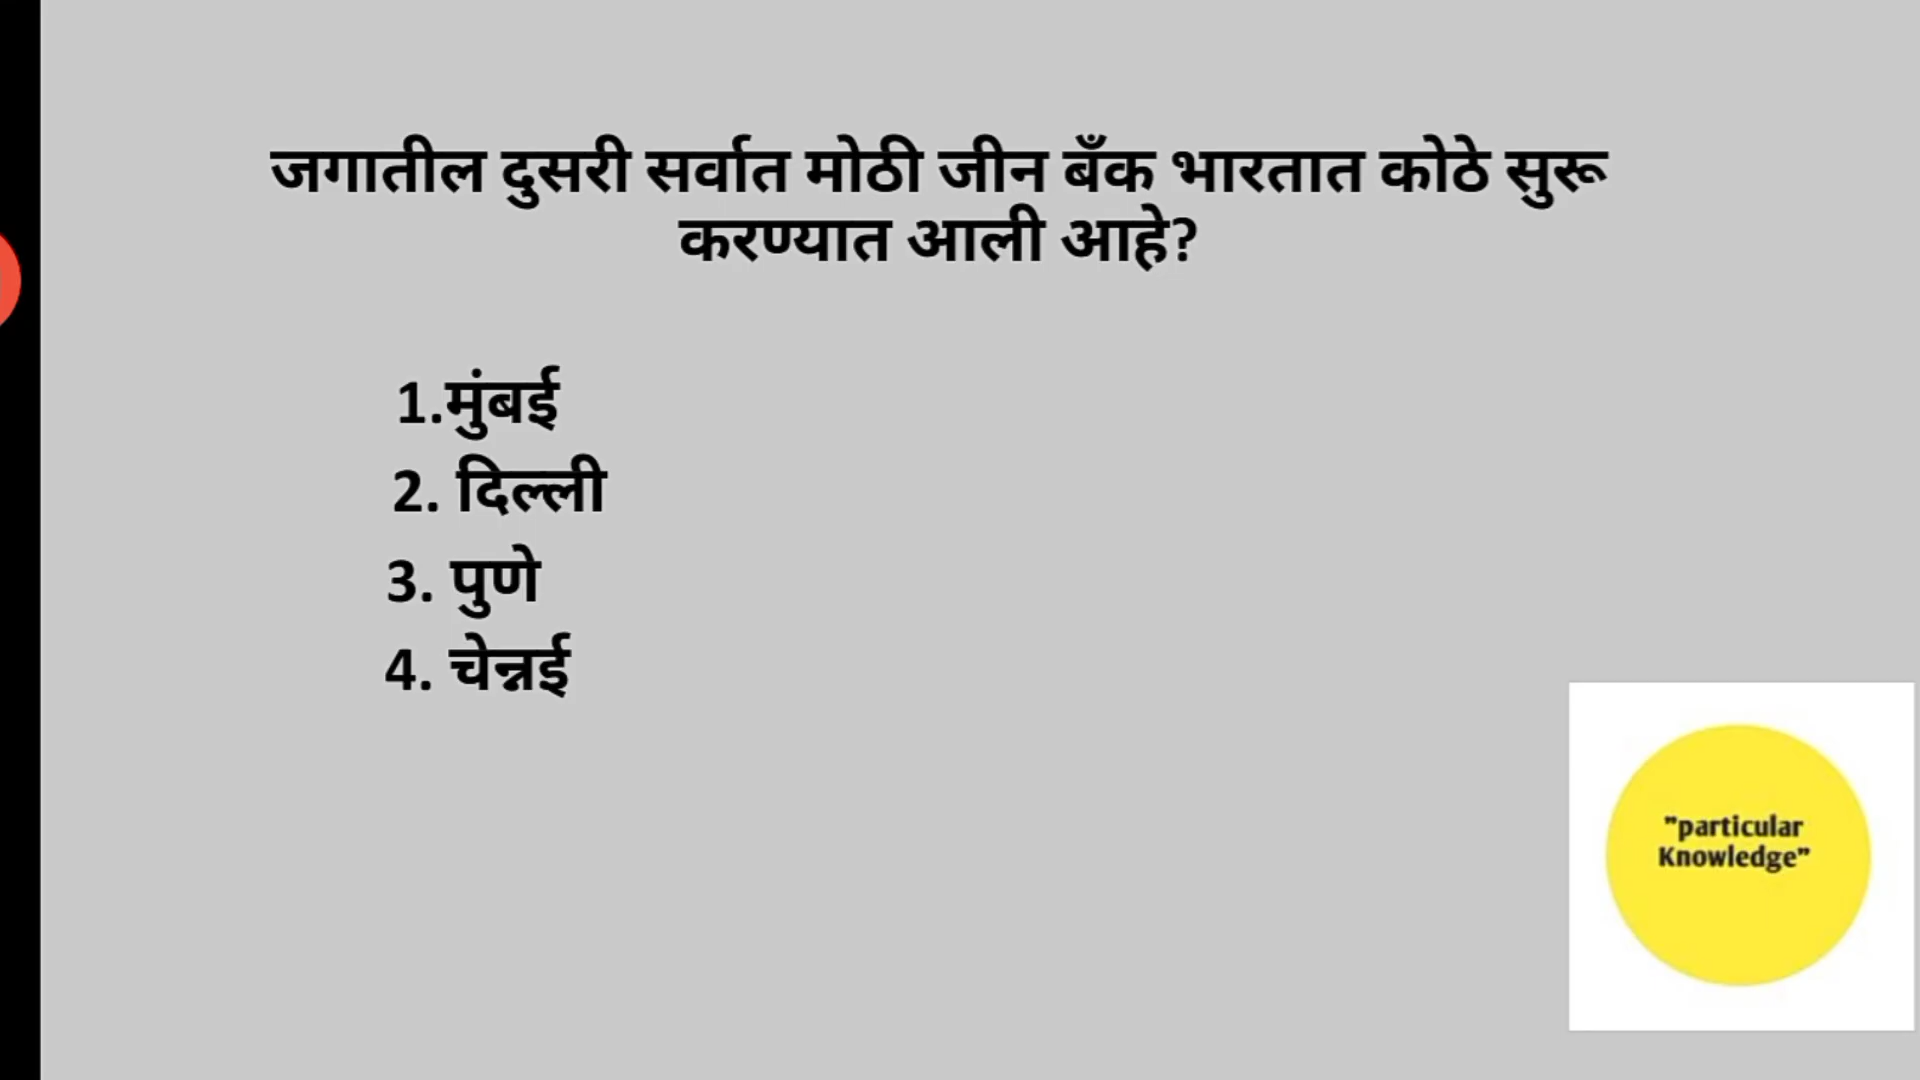 जगातील दुसरी सर्वात मोठी जीन बँक भारतात कोठे सुरू
करण्यात आली आहे?
1.मुंबई
2. दिल्ली
3. पुणे
4. चेन्नई
"particular
Knowledge"